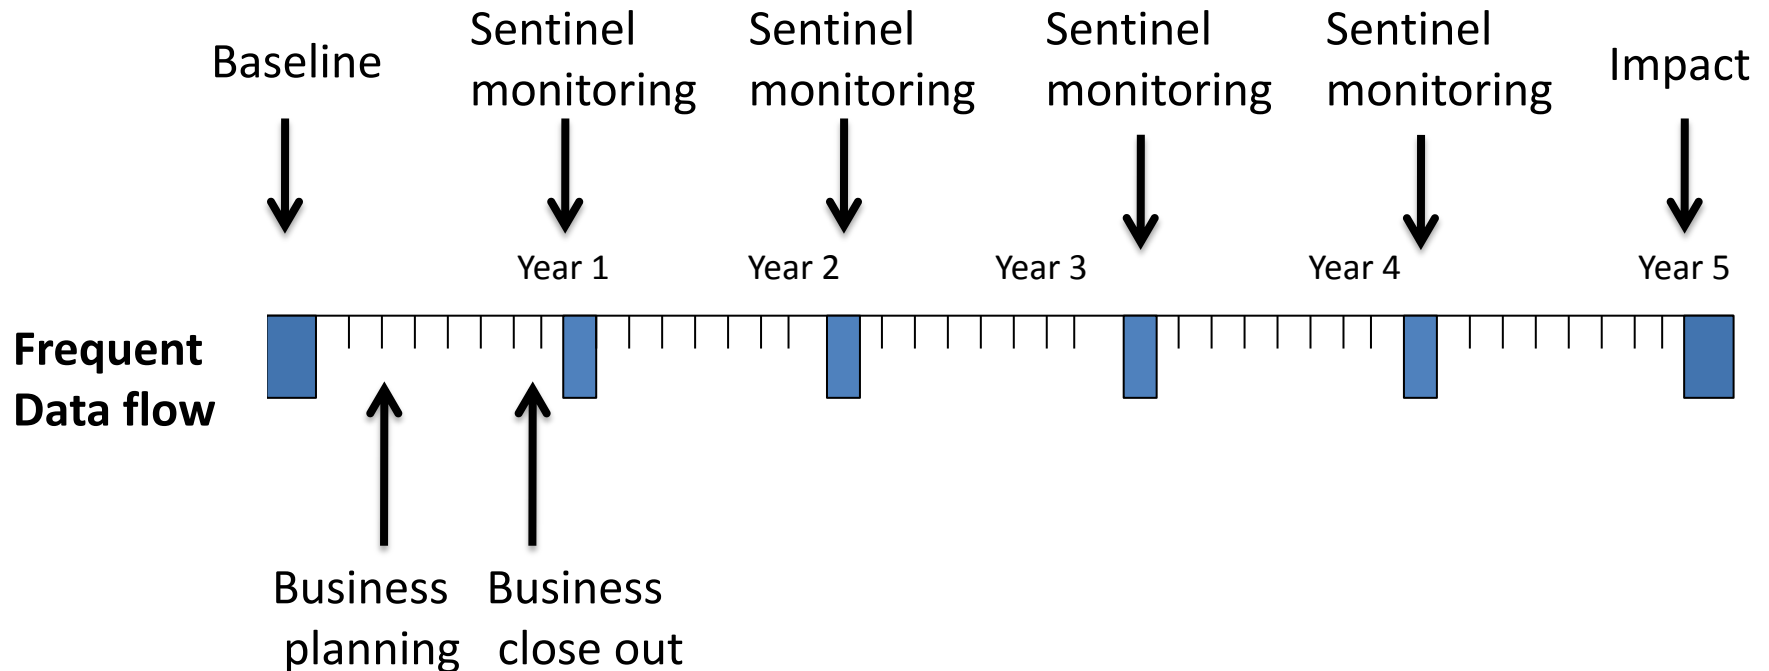 Baseline
Sentinel
monitoring
Sentinel
monitoring
Sentinel
monitoring
Sentinel
monitoring
Impact
Year 1
Year 2
Year 3
Year 4
Year 5
Frequent
Data flow
Business
planning
Business
close out